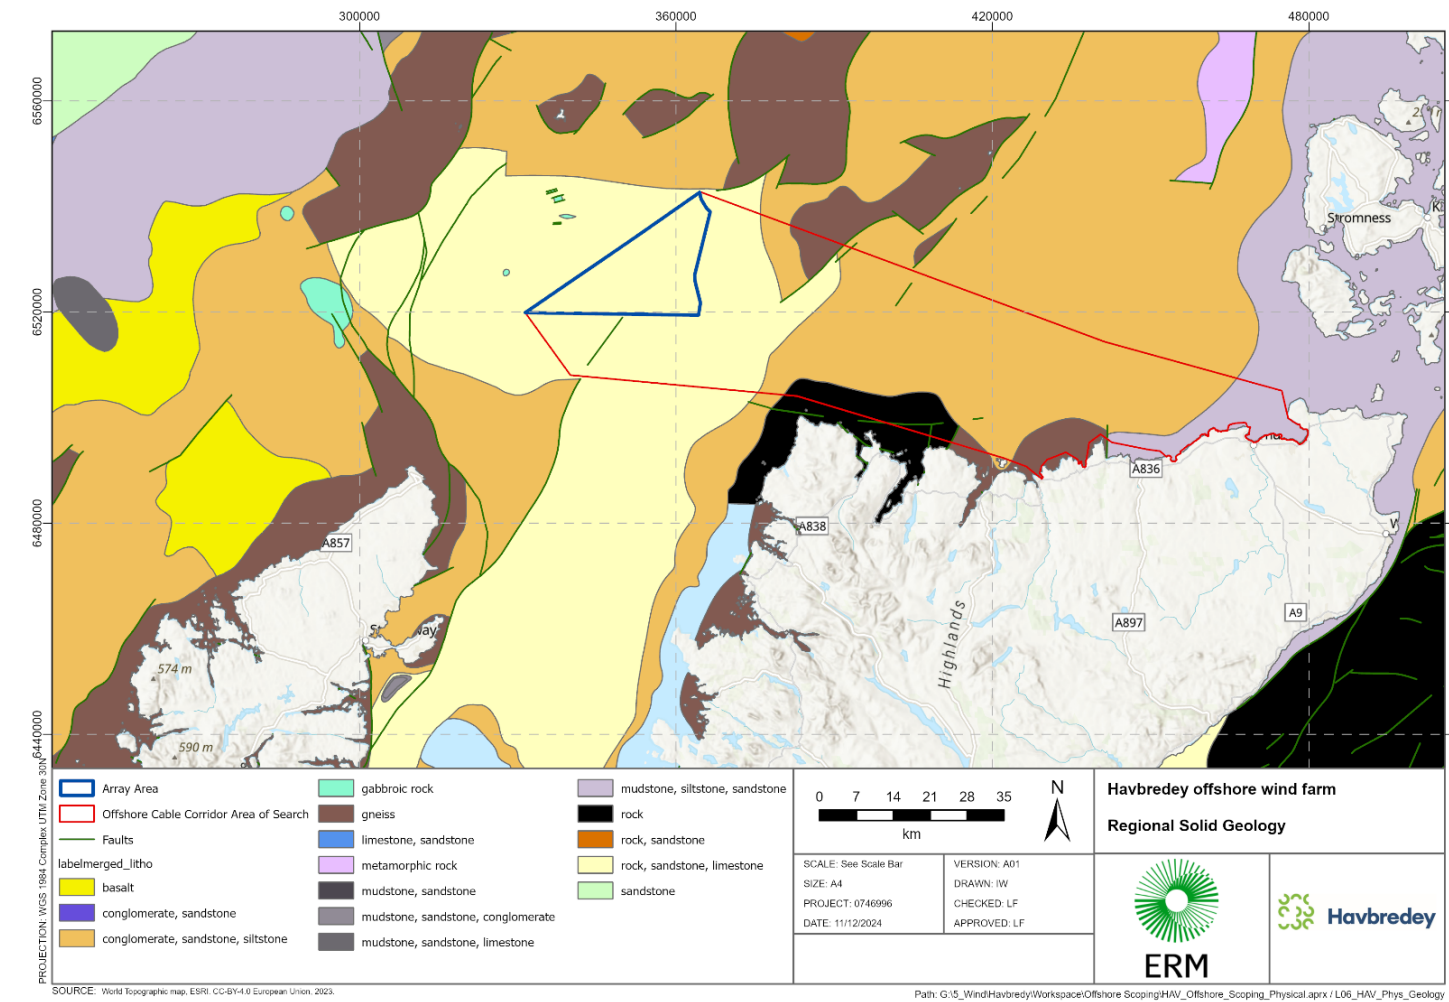 300000 360000 420000 480000
6560000
6520000
6480000
6440000
Stromness
A857
A838
A836
A897
A9
Highlands
574 m
590 m
PROJECTION: WGS 1984 Complex UTM Zone 30N
Array Area
Offshore Cable Corridor Area of Search
Faults
labelmerged_litho
basalt
conglomerate, sandstone
conglomerate, sandstone, siltstone
gabbroic rock
gneiss
limestone, sandstone
metamorphic rock
mudstone, sandstone
mudstone, sandstone, conglomerate
mudstone, sandstone, limestone
mudstone, siltstone, sandstone
rock
rock, sandstone
rock, sandstone, limestone
sandstone
0 7 14 21 28 35
km
N
Havbredey offshore wind farm
Regional Solid Geology
SCALE: See Scale Bar
VERSION: A01
SIZE: A4
DRAWN: IW
PROJECT: 0746996
CHECKED: LF
DATE: 11/12/2024
APPROVED: LF
ERM
Havbredey
SOURCE: World Topographic map, ESRI. CC-BY-4.0 European Union, 2023.
Path: G:\5_Wind\Havbredy\Workspace\Offshore Scoping\HAV_Offshore_Scoping_Physical.aprx / L06_HAV_Phys_Geology